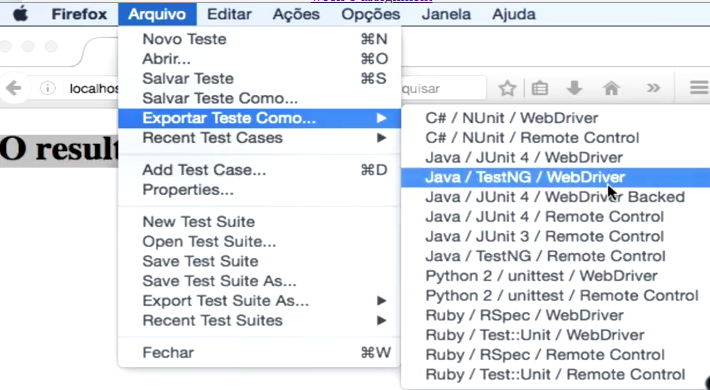 Firefox Arquivo Editar Ações Opções Janela Ajuda
Novo Teste ⌘N
Abrir... ⌘O
Salvar Teste ⌘S
Salvar Teste Como...
Exportar Teste Como... ▶
Recent Test Cases ▶
Add Test Case... ⌘D
Properties...
New Test Suite
Open Test Suite...
Save Test Suite
Save Test Suite As...
Export Test Suite As... ▶
Recent Test Suites ▶
Fechar ⌘W
localhos
quisar
O result
C# / NUnit / WebDriver
C# / NUnit / Remote Control
Java / JUnit 4 / WebDriver
Java / TestNG / WebDriver
Java / JUnit 4 / WebDriver Backed
Java / JUnit 4 / Remote Control
Java / JUnit 3 / Remote Control
Java / TestNG / Remote Control
Python 2 / unittest / WebDriver
Python 2 / unittest / Remote Control
Ruby / RSpec / WebDriver
Ruby / Test::Unit / WebDriver
Ruby / RSpec / Remote Control
Ruby / Test::Unit / Remote Control